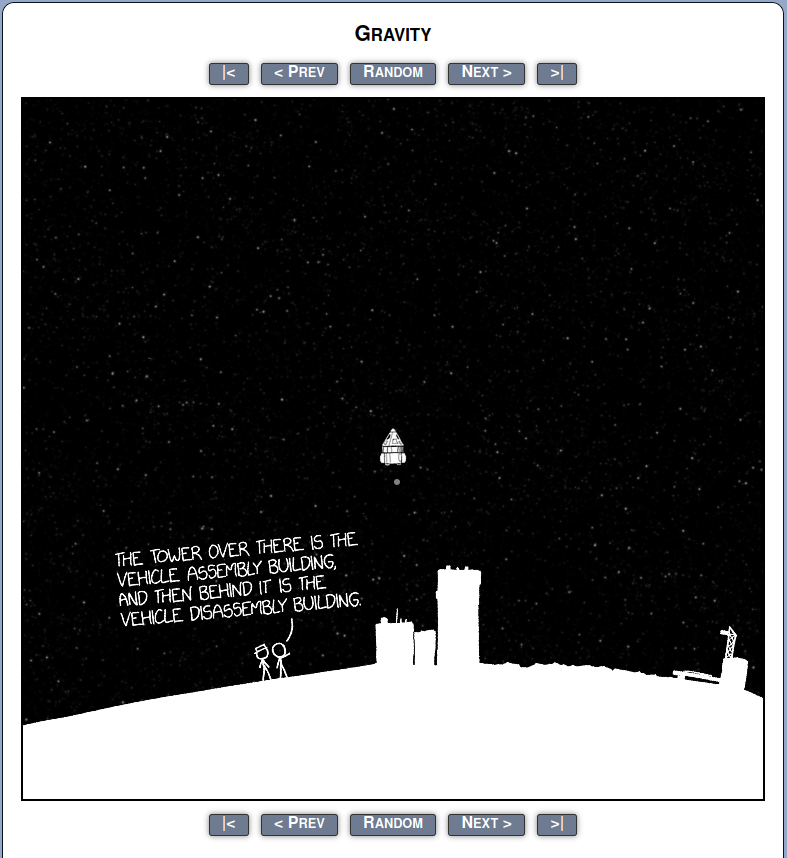 GRAVITY
|< < PREV RANDOM NEXT > >|
THE TOWER OVER THERE IS THE
VEHICLE ASSEMBLY BUILDING,
AND THEN BEHIND IT IS THE
VEHICLE DISASSEMBLY BUILDING.
|< < PREV RANDOM NEXT > >|